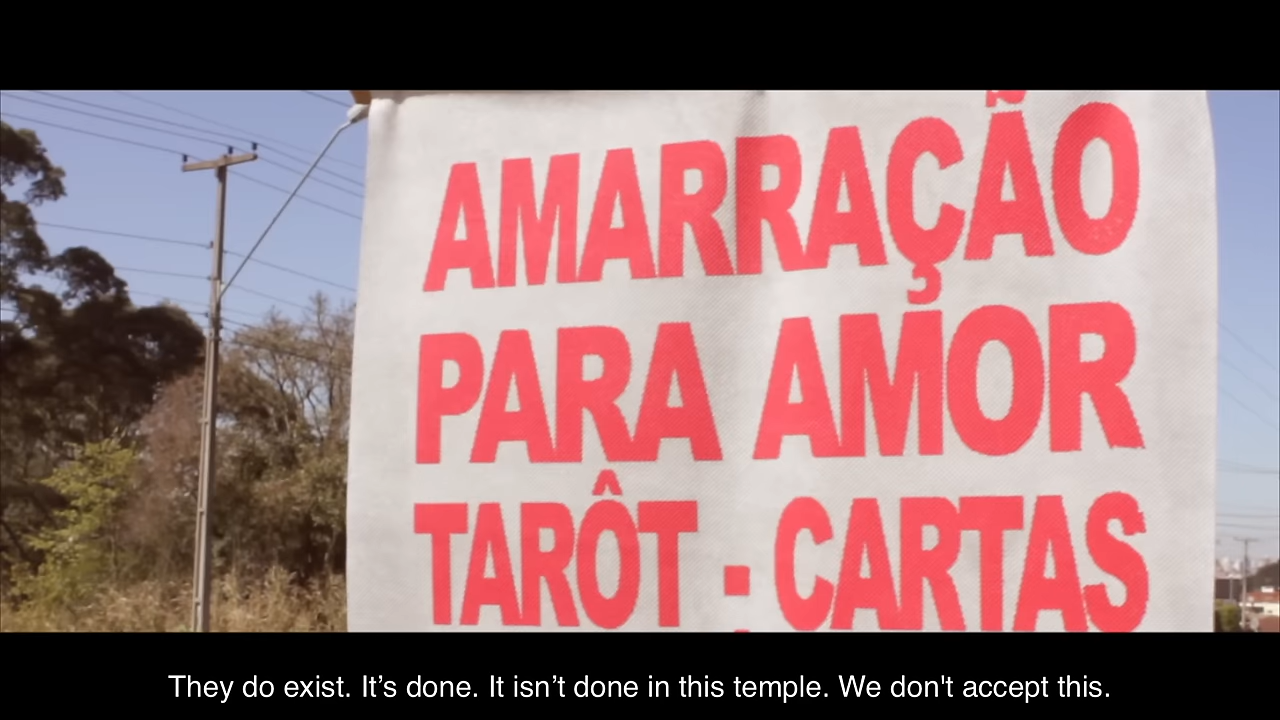 AMARRAÇÃO
PARA AMOR
TARÔT - CARTAS
They do exist. It’s done. It isn’t done in this temple. We don't accept this.